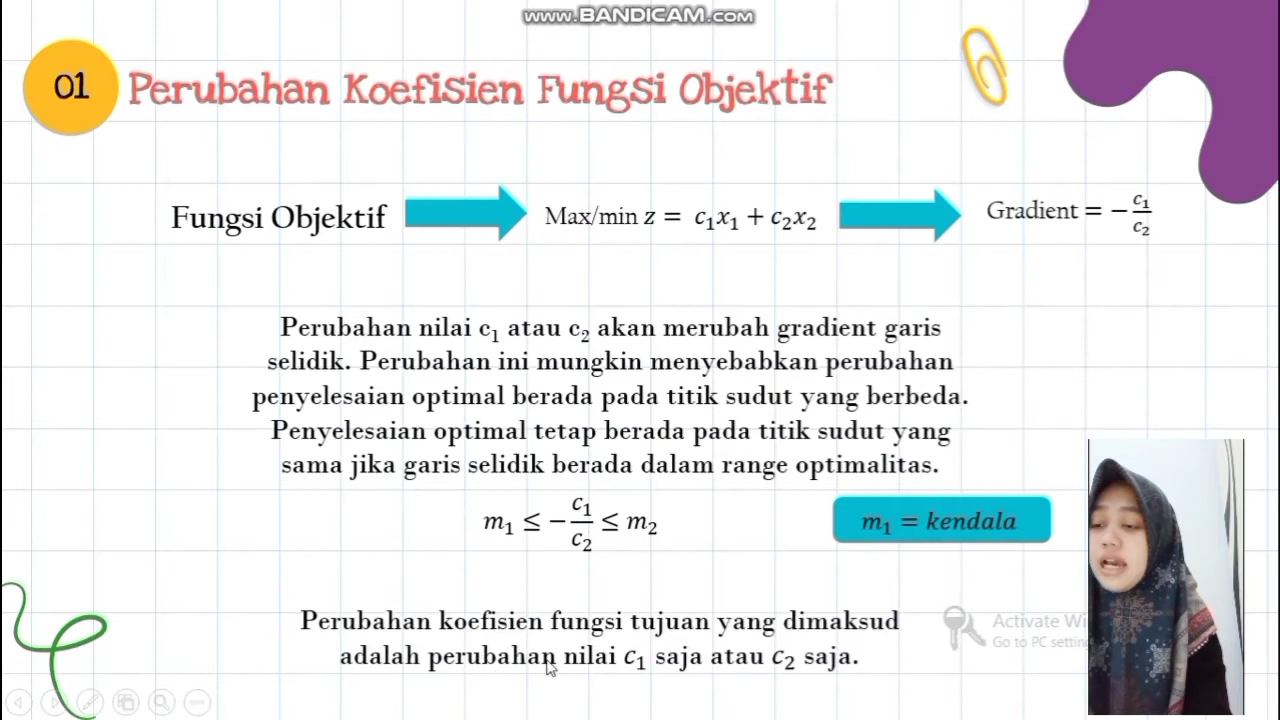 www.BANDICAM.com
01 Perubahan Koefisien Fungsi Objektif
Fungsi Objektif
Max/min z = c₁x₁ + c₂x₂
Gradient = −c₁/c₂
Perubahan nilai c₁ atau c₂ akan merubah gradient garis
selidik. Perubahan ini mungkin menyebabkan perubahan
penyelesaian optimal berada pada titik sudut yang berbeda.
Penyelesaian optimal tetap berada pada titik sudut yang
sama jika garis selidik berada dalam range optimalitas.
m₁ ≤ −c₁/c₂ ≤ m₂
m₁ = kendala
Perubahan koefisien fungsi tujuan yang dimaksud
adalah perubahan nilai c₁ saja atau c₂ saja.
Activate Wi
Go to PC setting